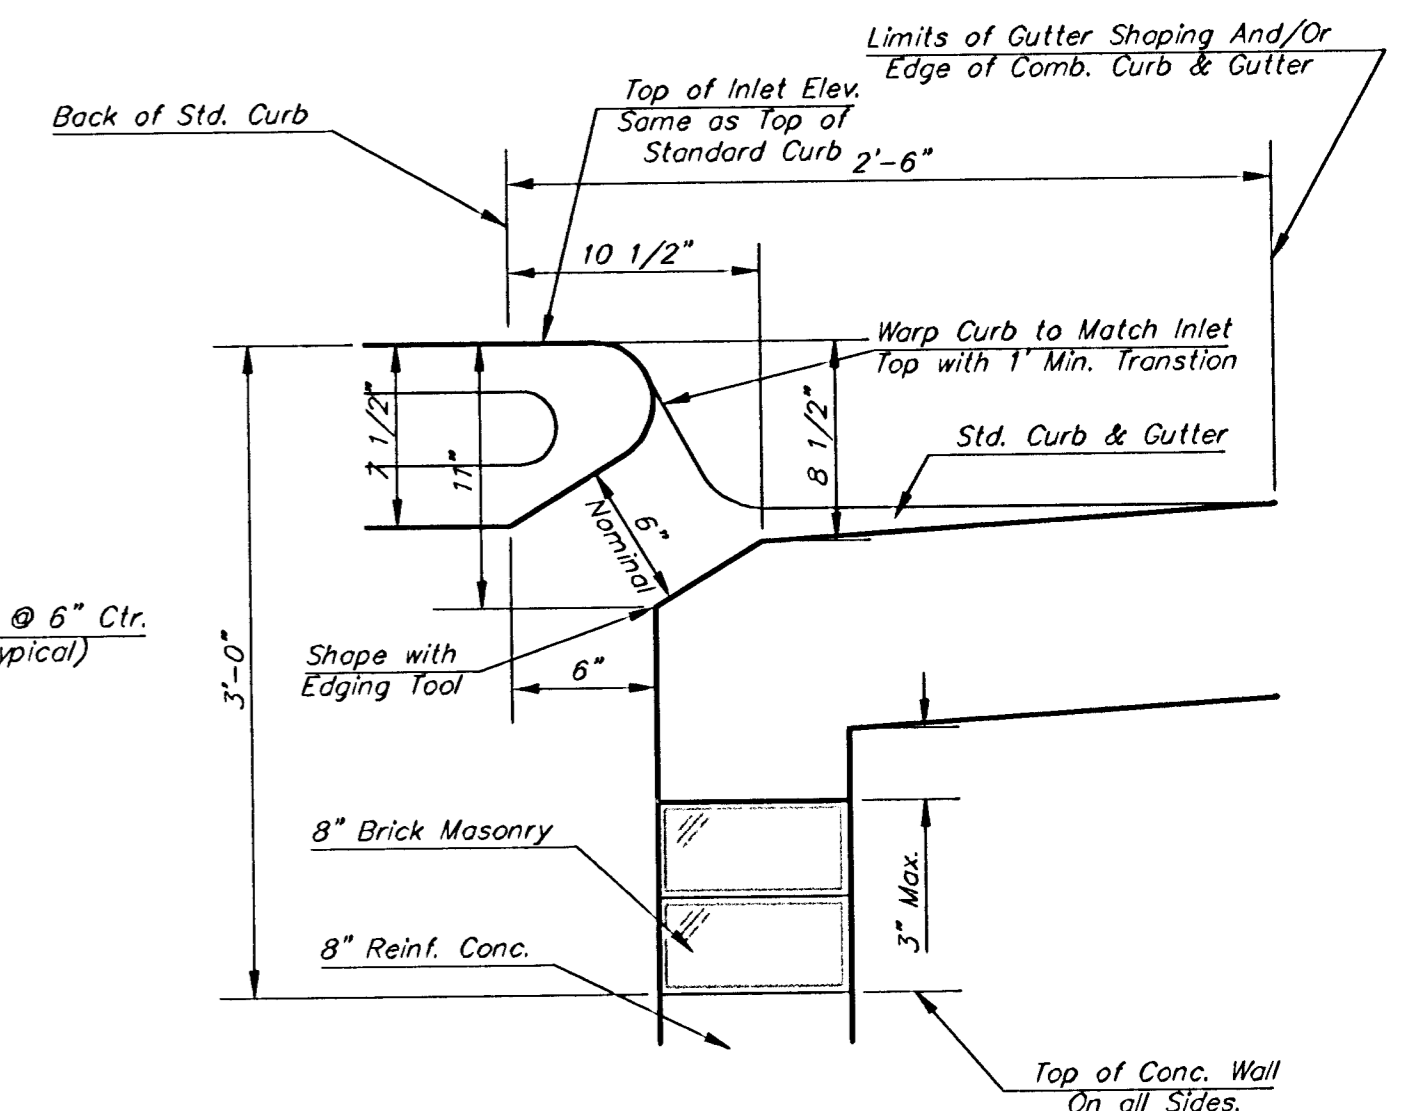 Limits of Gutter Shaping And/Or
Edge of Comb. Curb & Gutter
Top of Inlet Elev.
Same as Top of
Standard Curb
Back of Std. Curb
2'-6"
10 1/2"
Warp Curb to Match Inlet
Top with 1' Min. Transtion
7 1/2"
11"
8 1/2"
Std. Curb & Gutter
6"
Nominal
@ 6" Ctr.
ypical)
3'-0"
Shape with
Edging Tool
6"
8" Brick Masonry
3" Max.
8" Reinf. Conc.
Top of Conc. Wall
On all Sides.